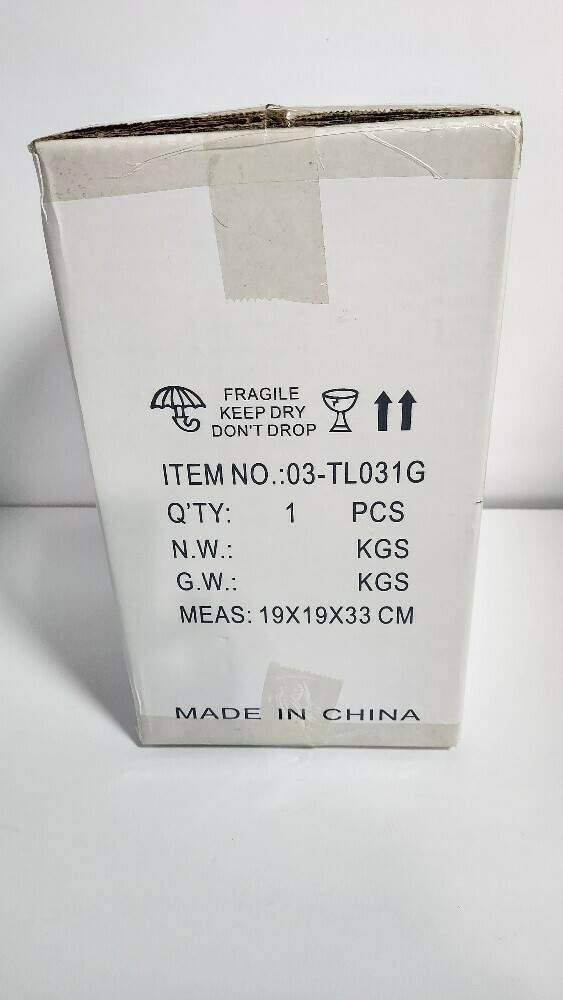 FRAGILE
KEEP DRY
DON'T DROP
ITEM NO.:03-TL031G
Q'TY: 1 PCS
N.W.: KGS
G.W.: KGS
MEAS: 19X19X33 CM
MADE IN CHINA